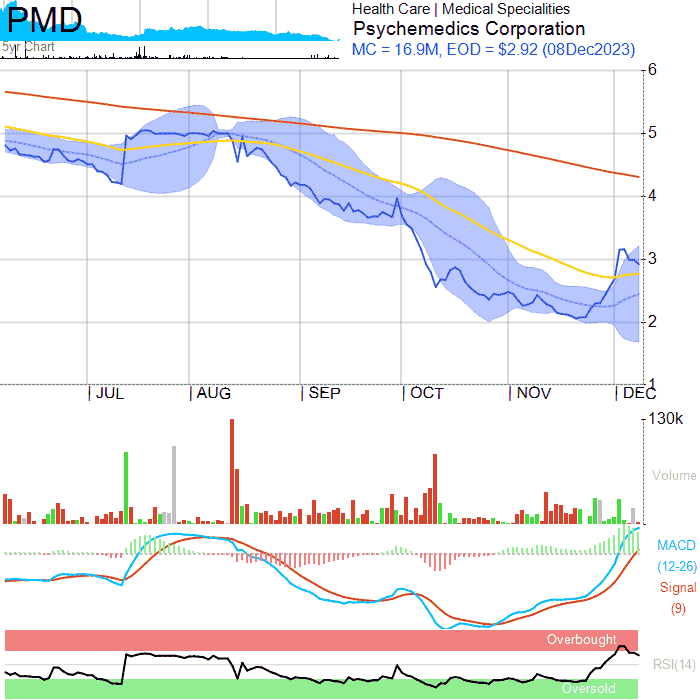 PMD
5yr Chart
Health Care | Medical Specialities
Psychemedics Corporation
MC = 16.9M, EOD = $2.92 (08Dec2023)
6
5
4
3
2
1
JUL AUG SEP OCT NOV DEC
130k
Volume
MACD
(12-26)
Signal
(9)
Overbought
RSI(14)
Oversold